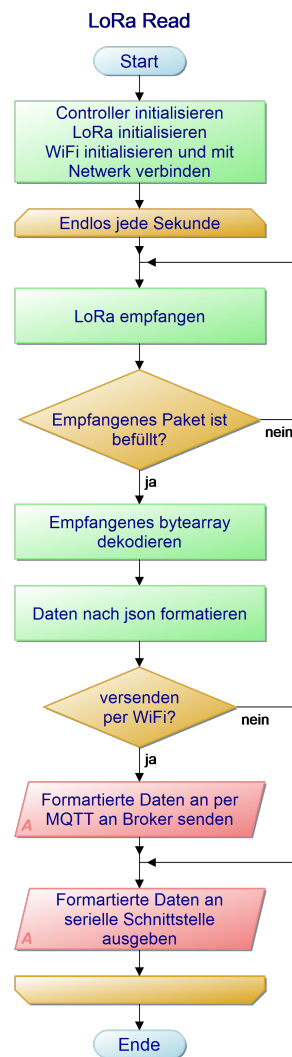 LoRa Read
Start
Controller initialisieren
LoRa initialisieren
WiFi initialisieren und mit
Netwerk verbinden
Endlos jede Sekunde
LoRa empfangen
Empfangenes Paket ist
befüllt?
nein
ja
Empfangenes bytearray
dekodieren
Daten nach json formatieren
versenden
per WiFi?
nein
ja
Formartierte Daten an per
MQTT an Broker senden
A
Formartierte Daten an
serielle Schnittstelle
ausgeben
A
Ende